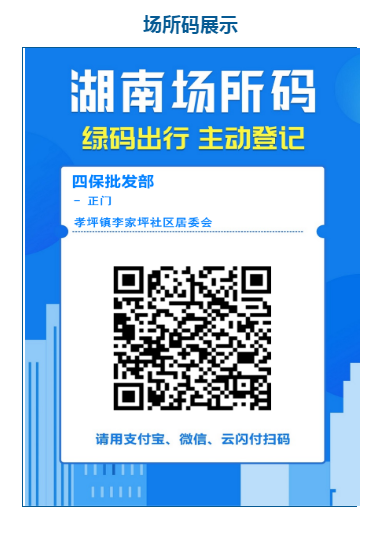 场所码展示
湖南场所码
绿码出行 主动登记
四保批发部
- 正门
孝坪镇李家坪社区居委会
请用支付宝、微信、云闪付扫码